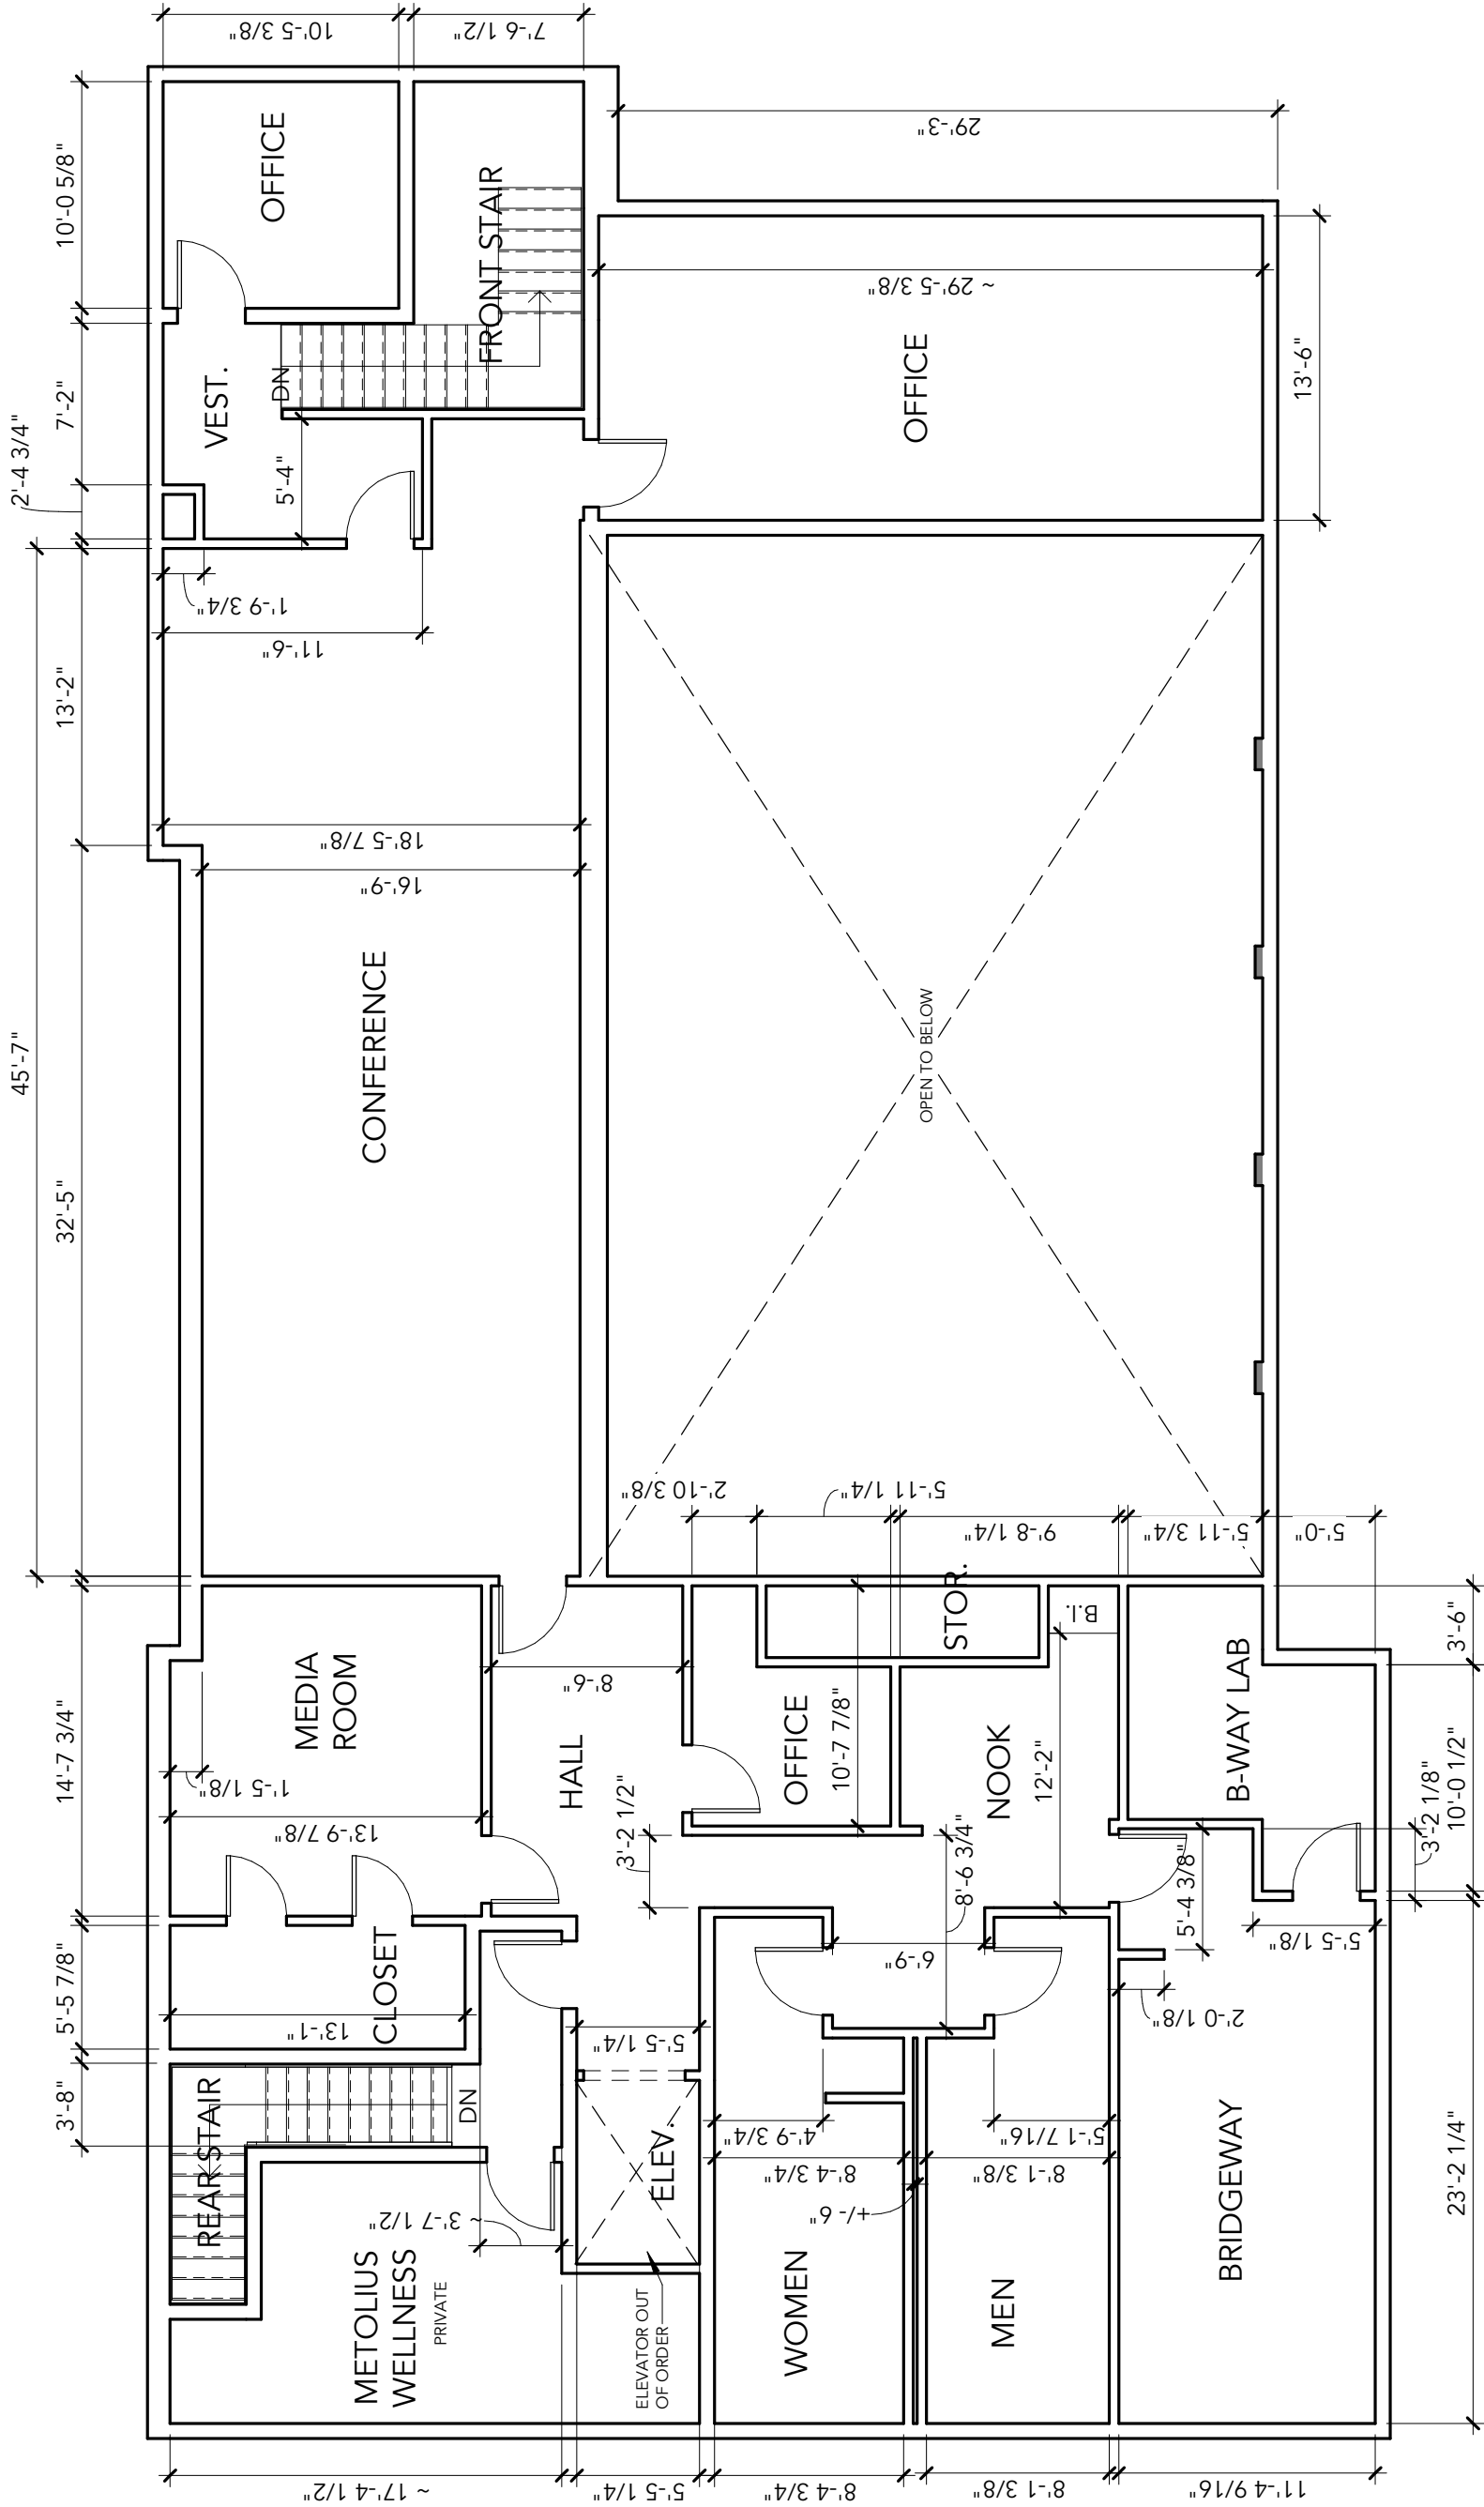 10'-5 3/8"
7'-6 1/2"
10'-0 5/8"
7'-2"
2'-4 3/4"
13'-2"
45'-7"
32'-5"
14'-7 3/4"
5'-5 7/8"
3'-8"
OFFICE
FRONT STAIR
29'-3"
VEST.
DN
5'-4"
~ 29'-5 3/8"
OFFICE
13'-6"
1'-9 3/4"
11'-6"
18'-5 7/8"
16'-9"
CONFERENCE
OPEN TO BELOW
2'-10 3/8"
5'-11 1/4"
9'-8 1/4"
5'-11 3/4"
5'-0"
MEDIA
ROOM
1'-5 1/8"
13'-9 7/8"
8'-6"
HALL
3'-2 1/2"
OFFICE
10'-7 7/8"
STOR.
B.I.
NOOK
12'-2"
8'-6 3/4"
B-WAY LAB
3'-6"
10'-0 1/2"
3'-2 1/8"
5'-4 3/8"
5'-5 1/8"
CLOSET
13'-1"
5'-5 1/4"
6'-9"
2'-0 1/8"
REAR STAIR
DN
ELEV.
4'-9 3/4"
8'-4 3/4"
5'-1 7/16"
8'-1 3/8"
+/- 6"
~ 3'-7 1/2"
METOLIUS
WELLNESS
PRIVATE
ELEVATOR OUT
OF ORDER
WOMEN
MEN
BRIDGEWAY
23'-2 1/4"
~ 17'-4 1/2"
5'-5 1/4"
8'-4 3/4"
8'-1 3/8"
11'-4 9/16"